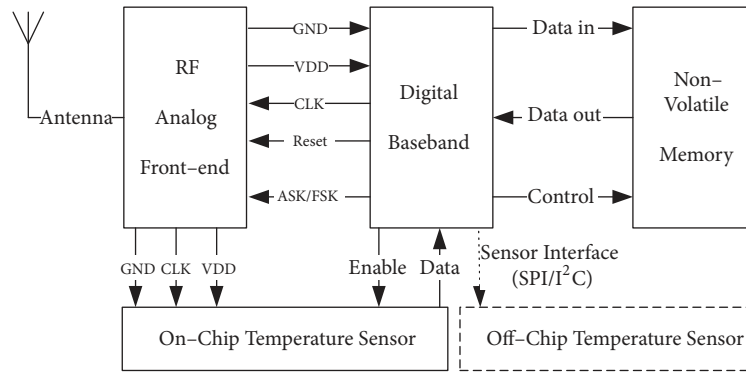 GND
Data in
RF
VDD
Non–
Digital
Volatile
CLK
Antenna
Analog
Data out
Reset
Baseband
Memory
Front–end
ASK/FSK
Control
GND
CLK
VDD
Enable
Data
Sensor Interface
(SPI/I²C)
On–Chip Temperature Sensor
Off–Chip Temperature Sensor